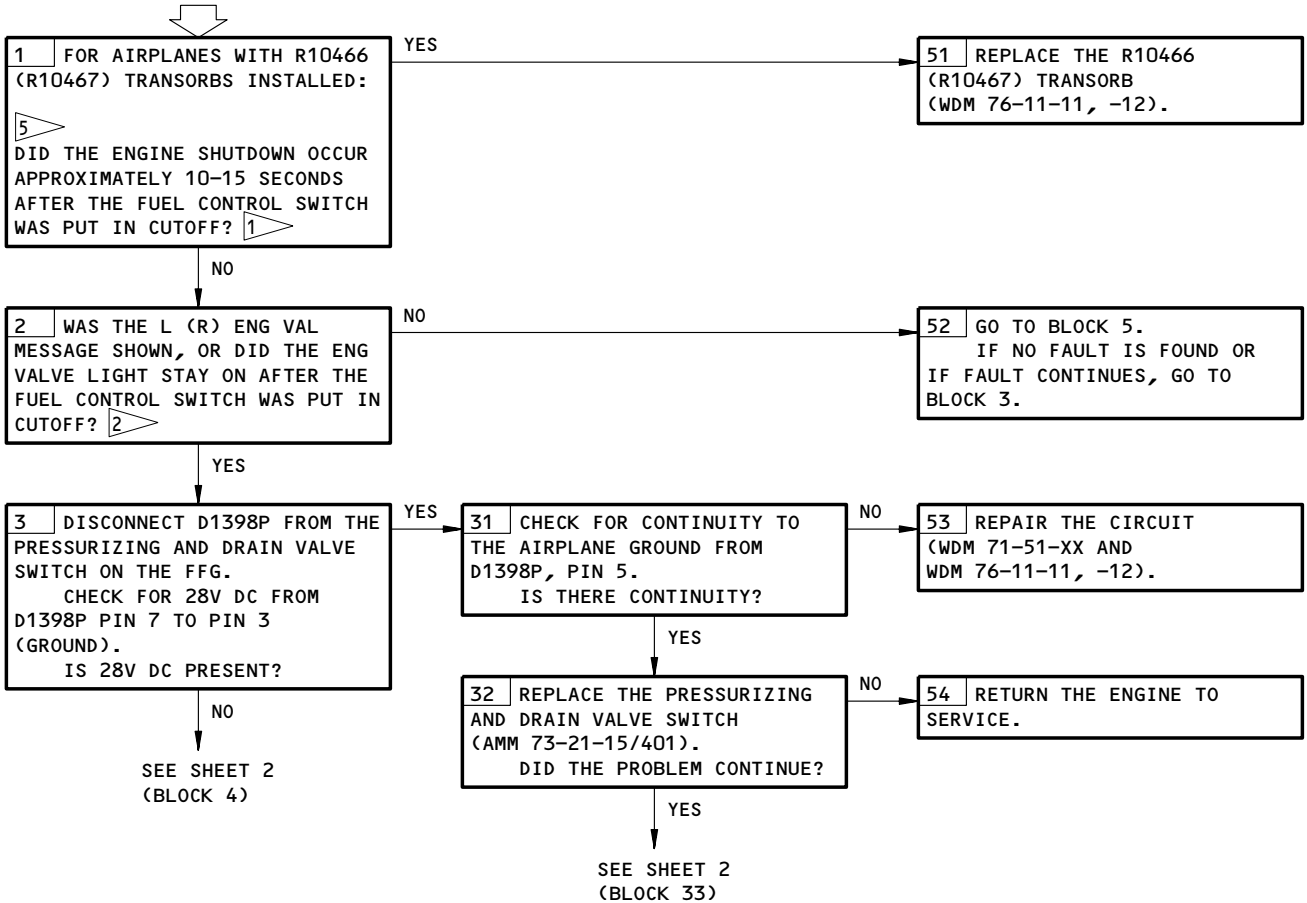 1 FOR AIRPLANES WITH R10466
(R10467) TRANSORBS INSTALLED:
5
DID THE ENGINE SHUTDOWN OCCUR
APPROXIMATELY 10-15 SECONDS
AFTER THE FUEL CONTROL SWITCH
WAS PUT IN CUTOFF? 1
YES
51 REPLACE THE R10466
(R10467) TRANSORB
(WDM 76-11-11, -12).
NO
2 WAS THE L (R) ENG VAL
MESSAGE SHOWN, OR DID THE ENG
VALVE LIGHT STAY ON AFTER THE
FUEL CONTROL SWITCH WAS PUT IN
CUTOFF? 2
NO
52 GO TO BLOCK 5.
IF NO FAULT IS FOUND OR
IF FAULT CONTINUES, GO TO
BLOCK 3.
YES
3 DISCONNECT D1398P FROM THE
PRESSURIZING AND DRAIN VALVE
SWITCH ON THE FFG.
CHECK FOR 28V DC FROM
D1398P PIN 7 TO PIN 3
(GROUND).
IS 28V DC PRESENT?
YES
31 CHECK FOR CONTINUITY TO
THE AIRPLANE GROUND FROM
D1398P, PIN 5.
IS THERE CONTINUITY?
NO
53 REPAIR THE CIRCUIT
(WDM 71-51-XX AND
WDM 76-11-11, -12).
YES
32 REPLACE THE PRESSURIZING
AND DRAIN VALVE SWITCH
(AMM 73-21-15/401).
DID THE PROBLEM CONTINUE?
NO
54 RETURN THE ENGINE TO
SERVICE.
NO
SEE SHEET 2
(BLOCK 4)
YES
SEE SHEET 2
(BLOCK 33)